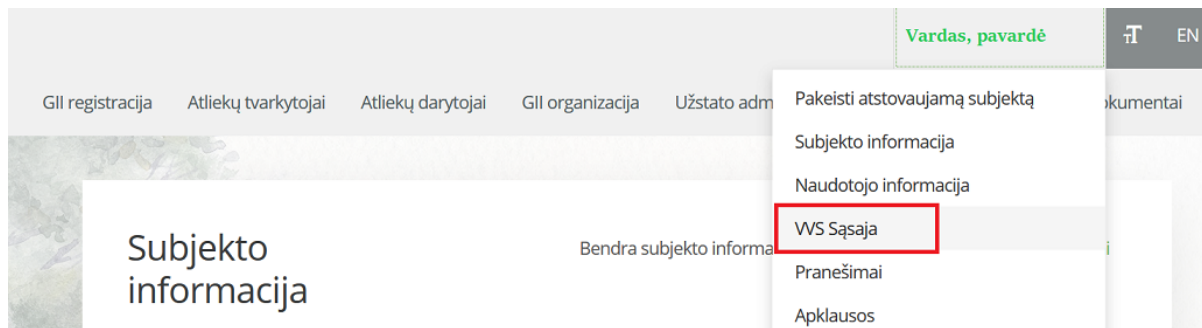 Vardas, pavardė
EN
GII registracija Atliekų tvarkytojai Atliekų darytojai GII organizacija Užstato adm
kumentai
Pakeisti atstovaujamą subjektą
Subjekto informacija
Naudotojo informacija
VVS Sąsaja
Pranešimai
Apklausos
Subjekto
informacija
Bendra subjekto informa